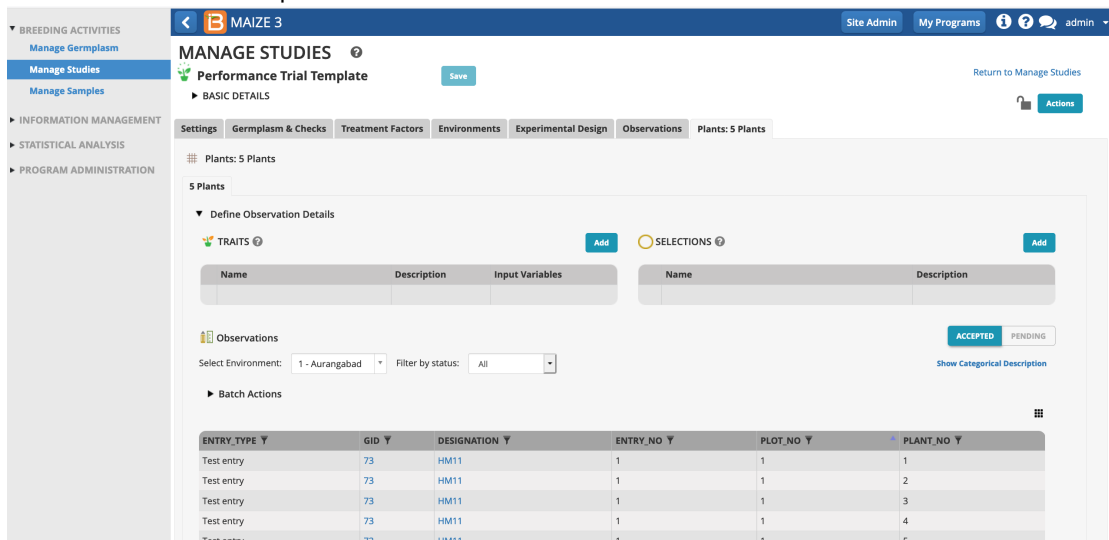 MAIZE 3
Site Admin
My Programs
admin
BREEDING ACTIVITIES
Manage Germplasm
Manage Studies
Manage Samples
INFORMATION MANAGEMENT
STATISTICAL ANALYSIS
PROGRAM ADMINISTRATION
MANAGE STUDIES
Performance Trial Template
Save
Return to Manage Studies
BASIC DETAILS
Actions
Settings Germplasm & Checks Treatment Factors Environments Experimental Design Observations Plants: 5 Plants
Plants: 5 Plants
5 Plants
Define Observation Details
TRAITS
Add
SELECTIONS
Add
Name Description Input Variables
Name Description
Observations
ACCEPTED PENDING
Select Environment: 1 - Aurangabad Filter by status: All
Show Categorical Description
Batch Actions
ENTRY_TYPE GID DESIGNATION ENTRY_NO PLOT_NO PLANT_NO
Test entry 73 HM11 1 1 1
Test entry 73 HM11 1 1 2
Test entry 73 HM11 1 1 3
Test entry 73 HM11 1 1 4